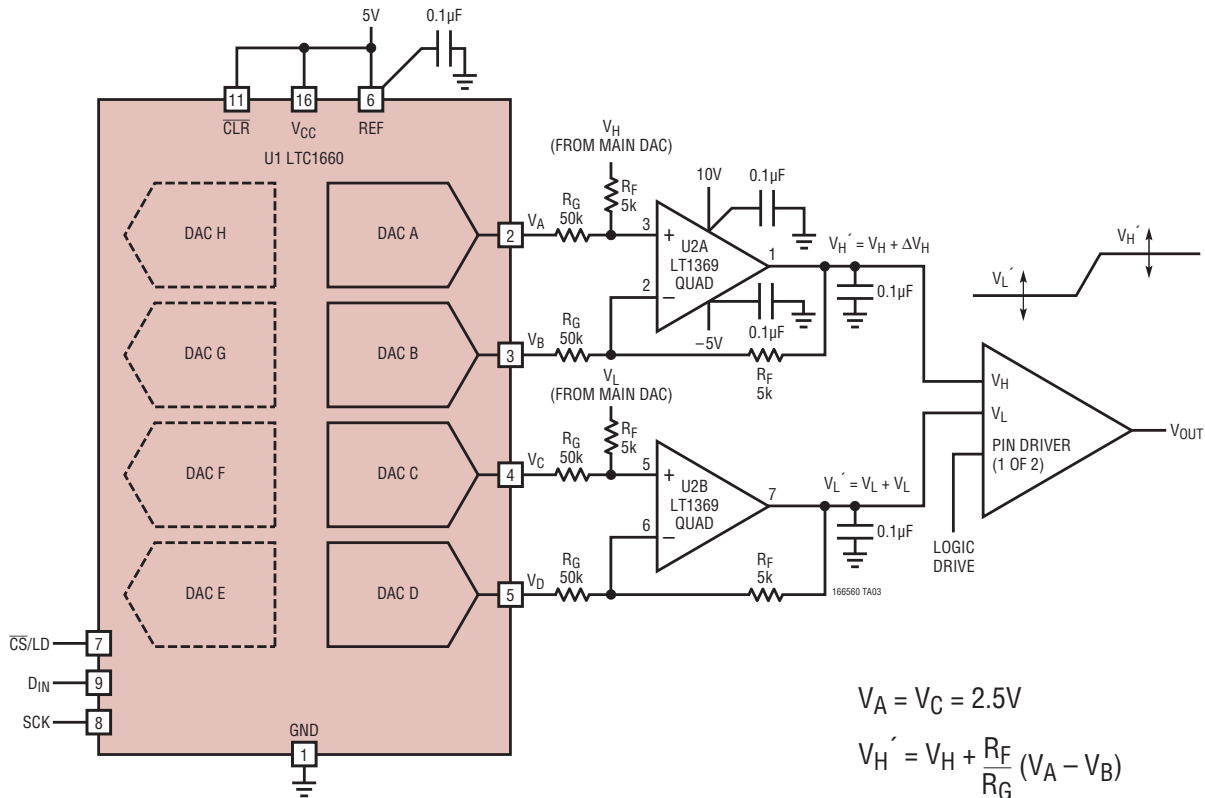 5V
0.1µF
11
16
6
CLR
VCC
REF
U1 LTC1660
DAC H
DAC A
2
VA
RG
50k
VH
(FROM MAIN DAC)
RF
5k
3
+
10V
0.1µF
U2A
LT1369
QUAD
1
VH´ = VH + ΔVH
0.1µF
2
–
–5V
0.1µF
DAC G
DAC B
3
VB
RG
50k
RF
5k
VL´
VH´
VL
(FROM MAIN DAC)
RF
5k
DAC F
DAC C
4
VC
RG
50k
5
+
U2B
LT1369
QUAD
7
VL´ = VL + VL
0.1µF
6
–
DAC E
DAC D
5
VD
RG
50k
RF
5k
166560 TA03
VH
VL
PIN DRIVER
(1 OF 2)
VOUT
LOGIC
DRIVE
CS/LD
7
DIN
9
SCK
8
GND
1
VA = VC = 2.5V
VH´ = VH + RF/RG (VA – VB)